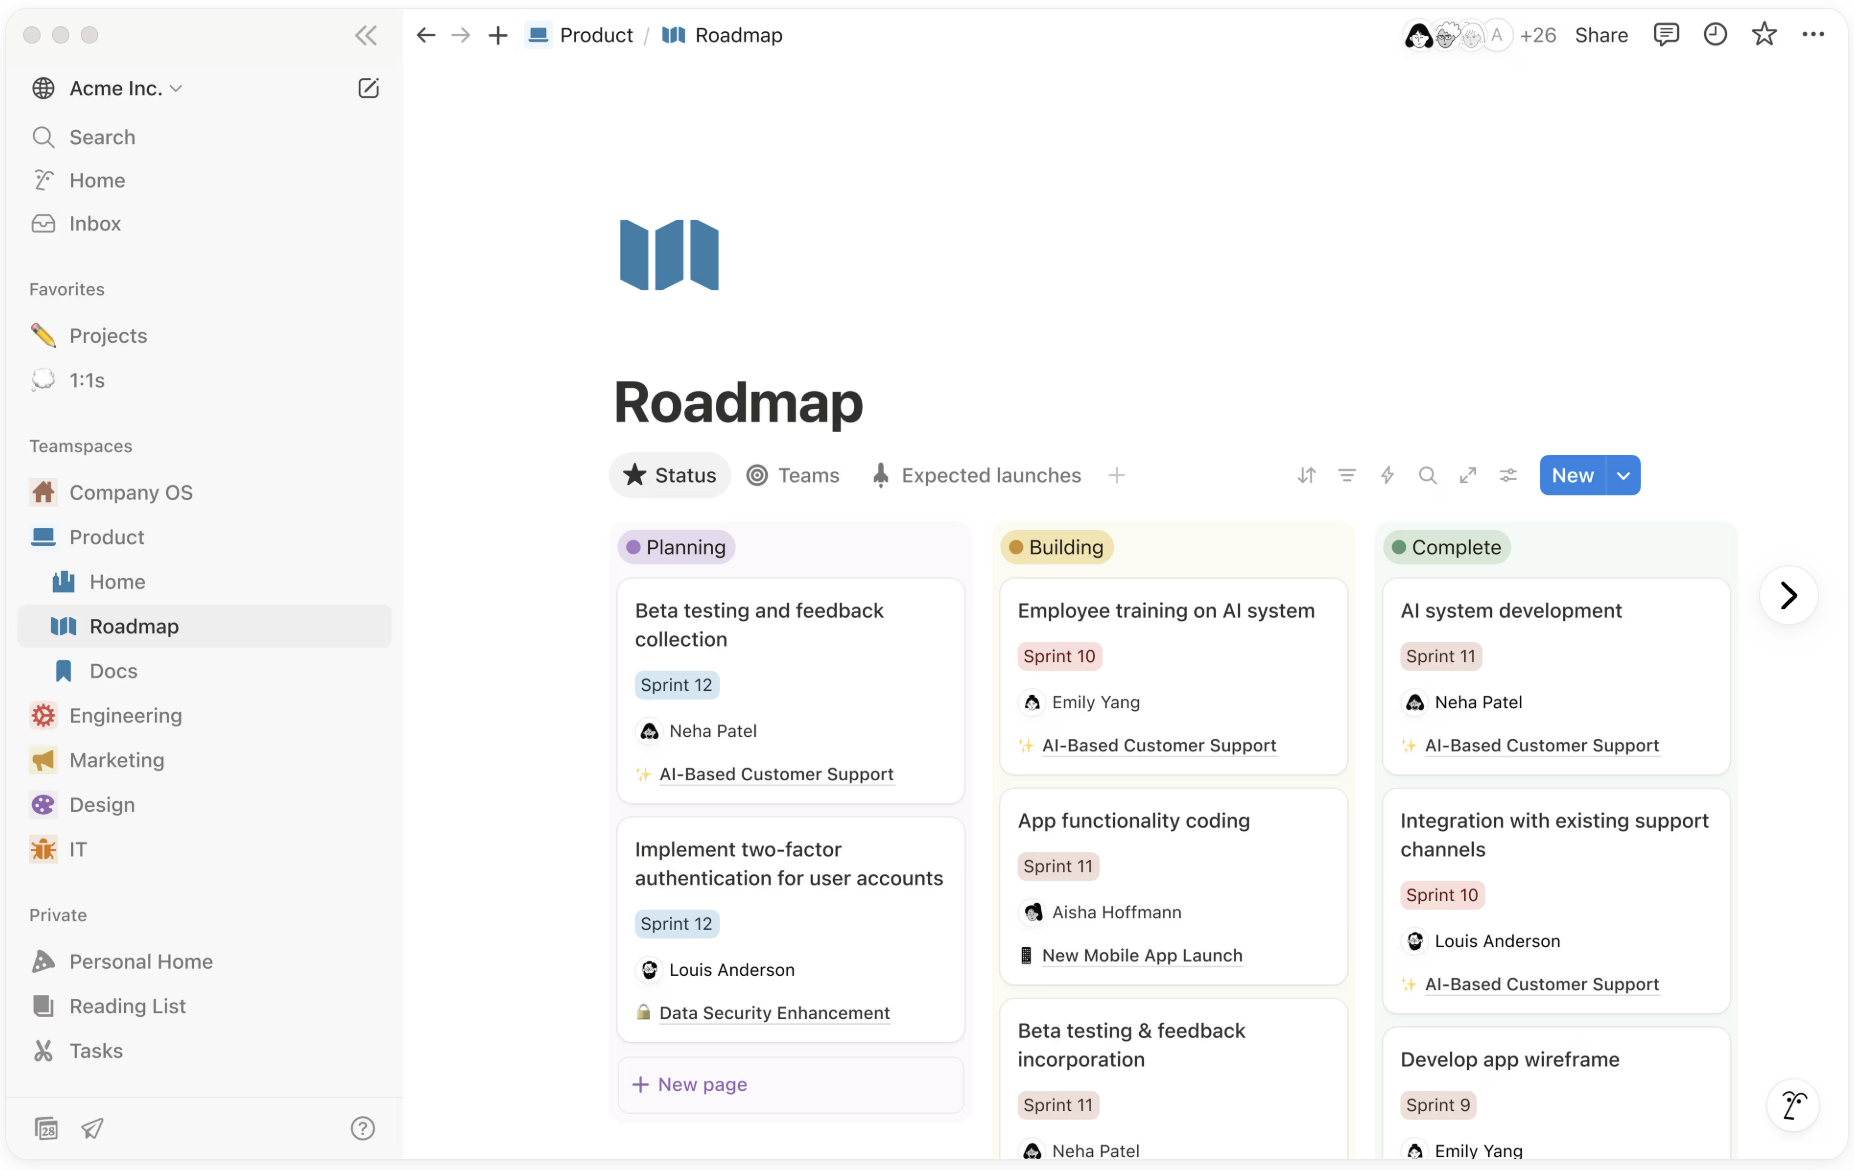 Product / Roadmap
A +26 Share
Acme Inc.
Search
Home
Inbox
Favorites
Projects
1:1s
Teamspaces
Company OS
Product
Home
Roadmap
Docs
Engineering
Marketing
Design
IT
Private
Personal Home
Reading List
Tasks
28
Roadmap
Status Teams Expected launches
New
Planning
Beta testing and feedback
collection
Sprint 12
Neha Patel
AI-Based Customer Support
Implement two-factor
authentication for user accounts
Sprint 12
Louis Anderson
Data Security Enhancement
New page
Building
Employee training on AI system
Sprint 10
Emily Yang
AI-Based Customer Support
App functionality coding
Sprint 11
Aisha Hoffmann
New Mobile App Launch
Beta testing & feedback
incorporation
Sprint 11
Neha Patel
Complete
AI system development
Sprint 11
Neha Patel
AI-Based Customer Support
Integration with existing support
channels
Sprint 10
Louis Anderson
AI-Based Customer Support
Develop app wireframe
Sprint 9
Emily Yang